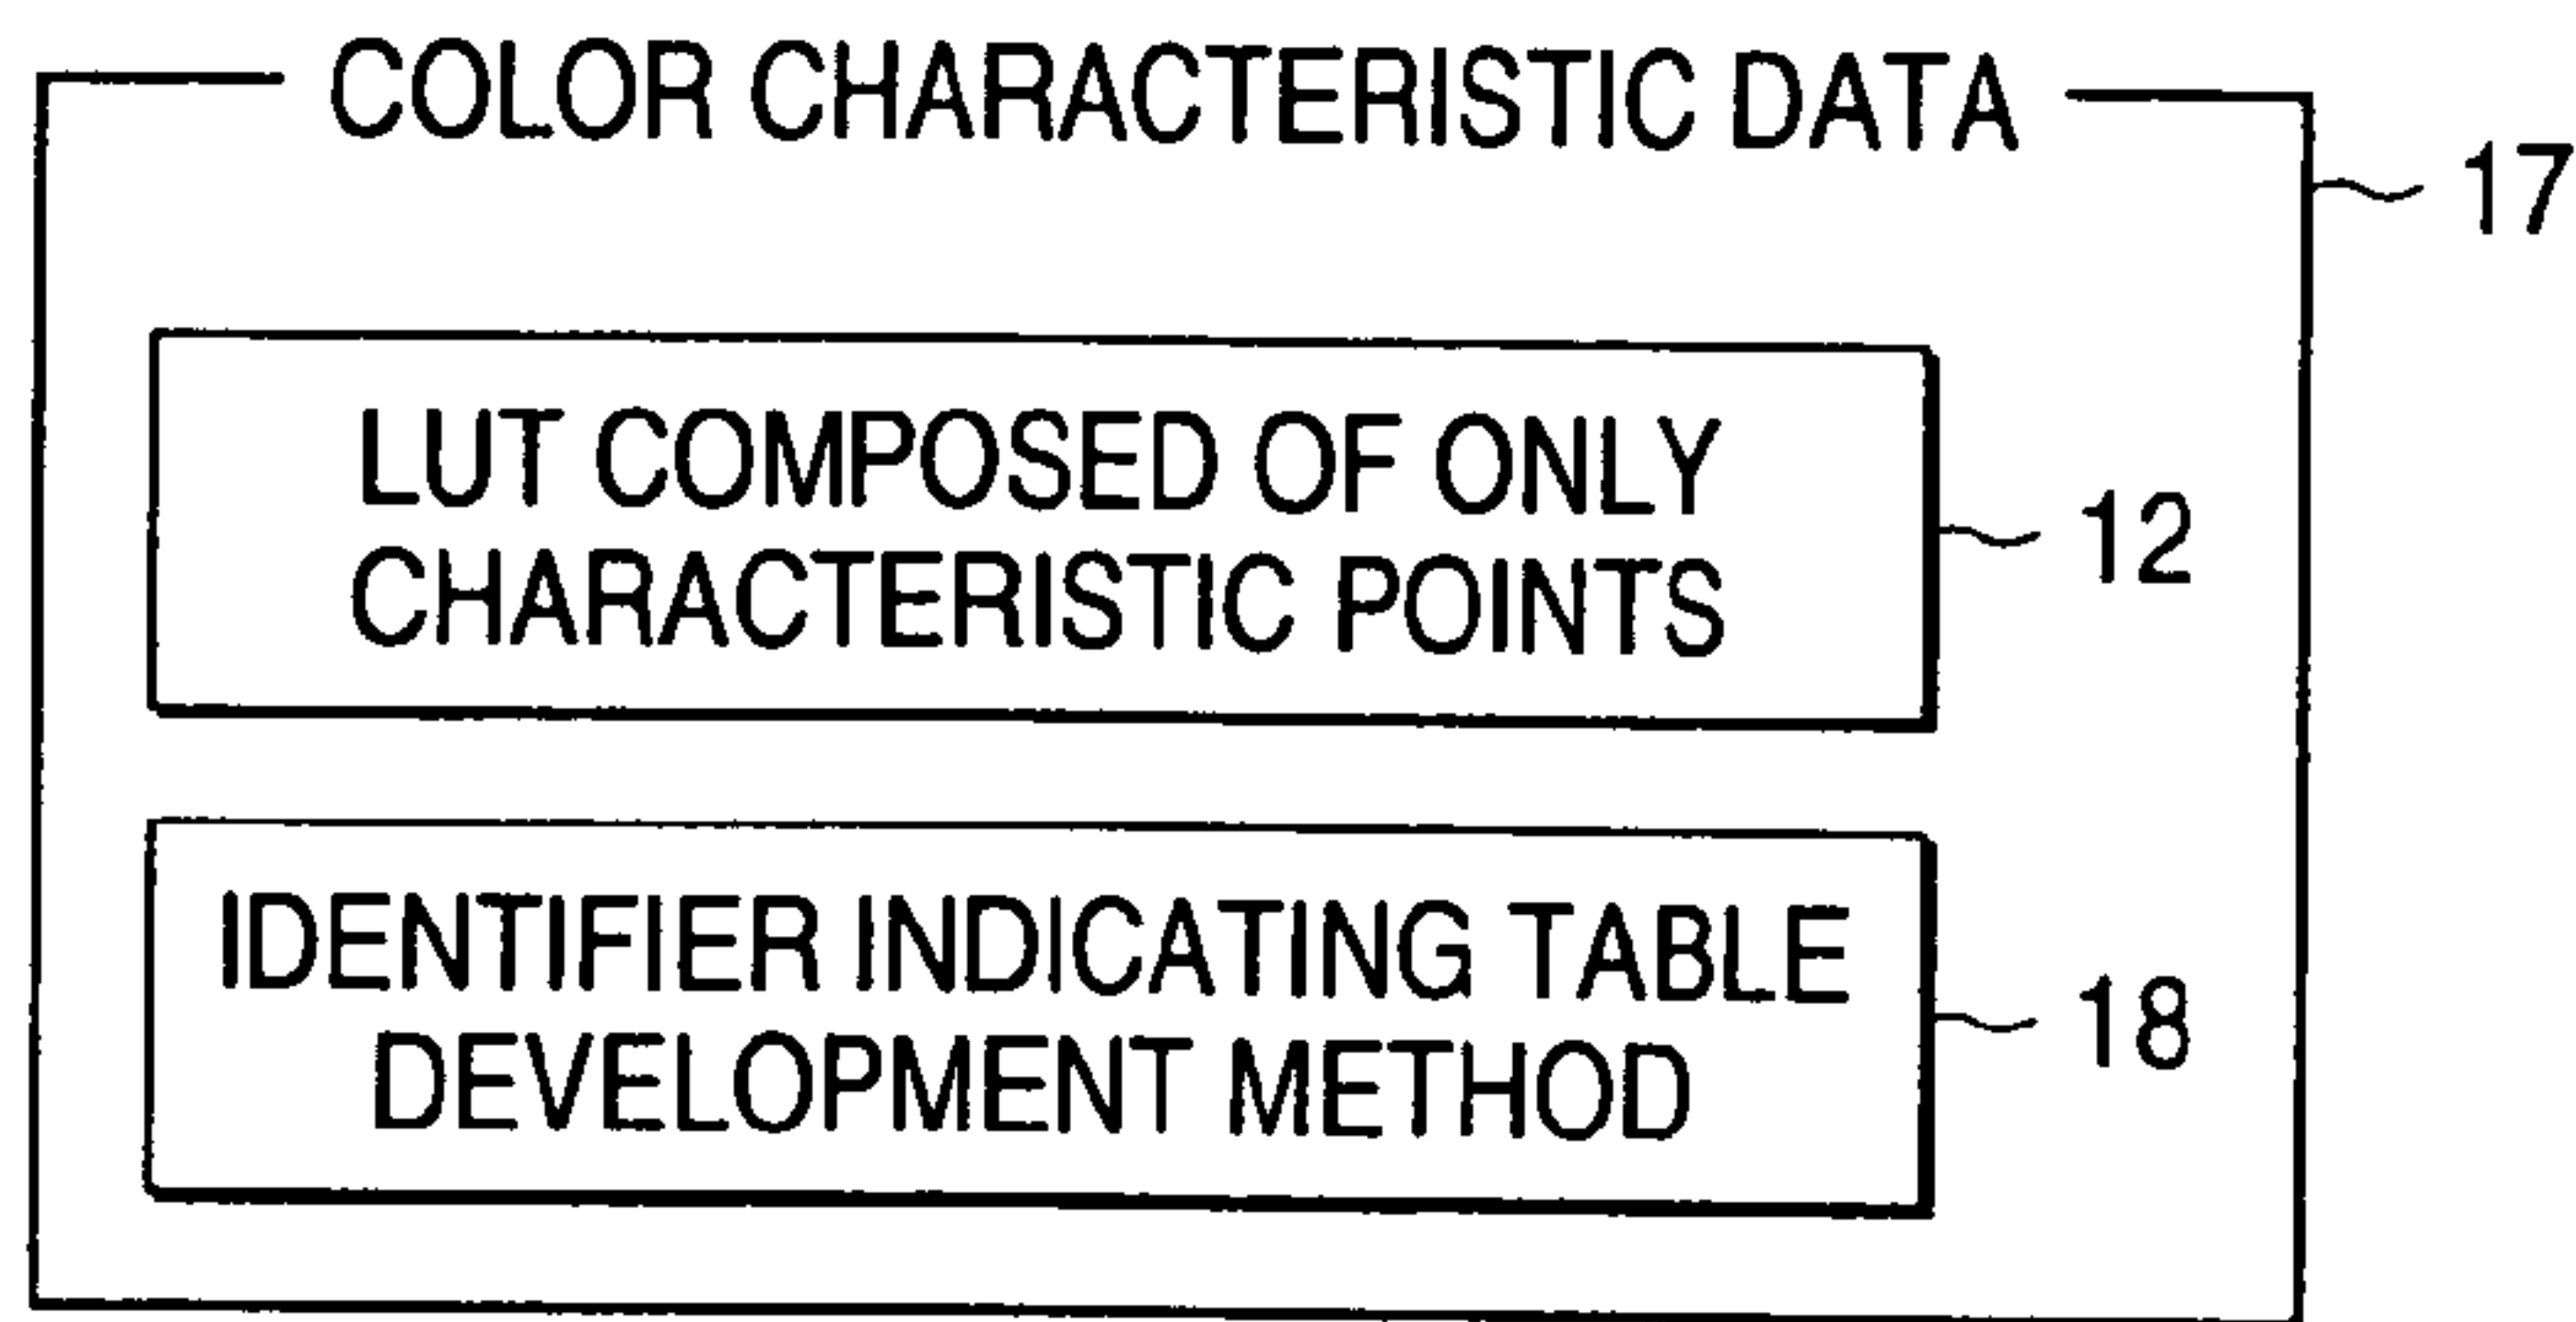 COLOR CHARACTERISTIC DATA
17
LUT COMPOSED OF ONLY
CHARACTERISTIC POINTS
12
IDENTIFIER INDICATING TABLE
DEVELOPMENT METHOD
18